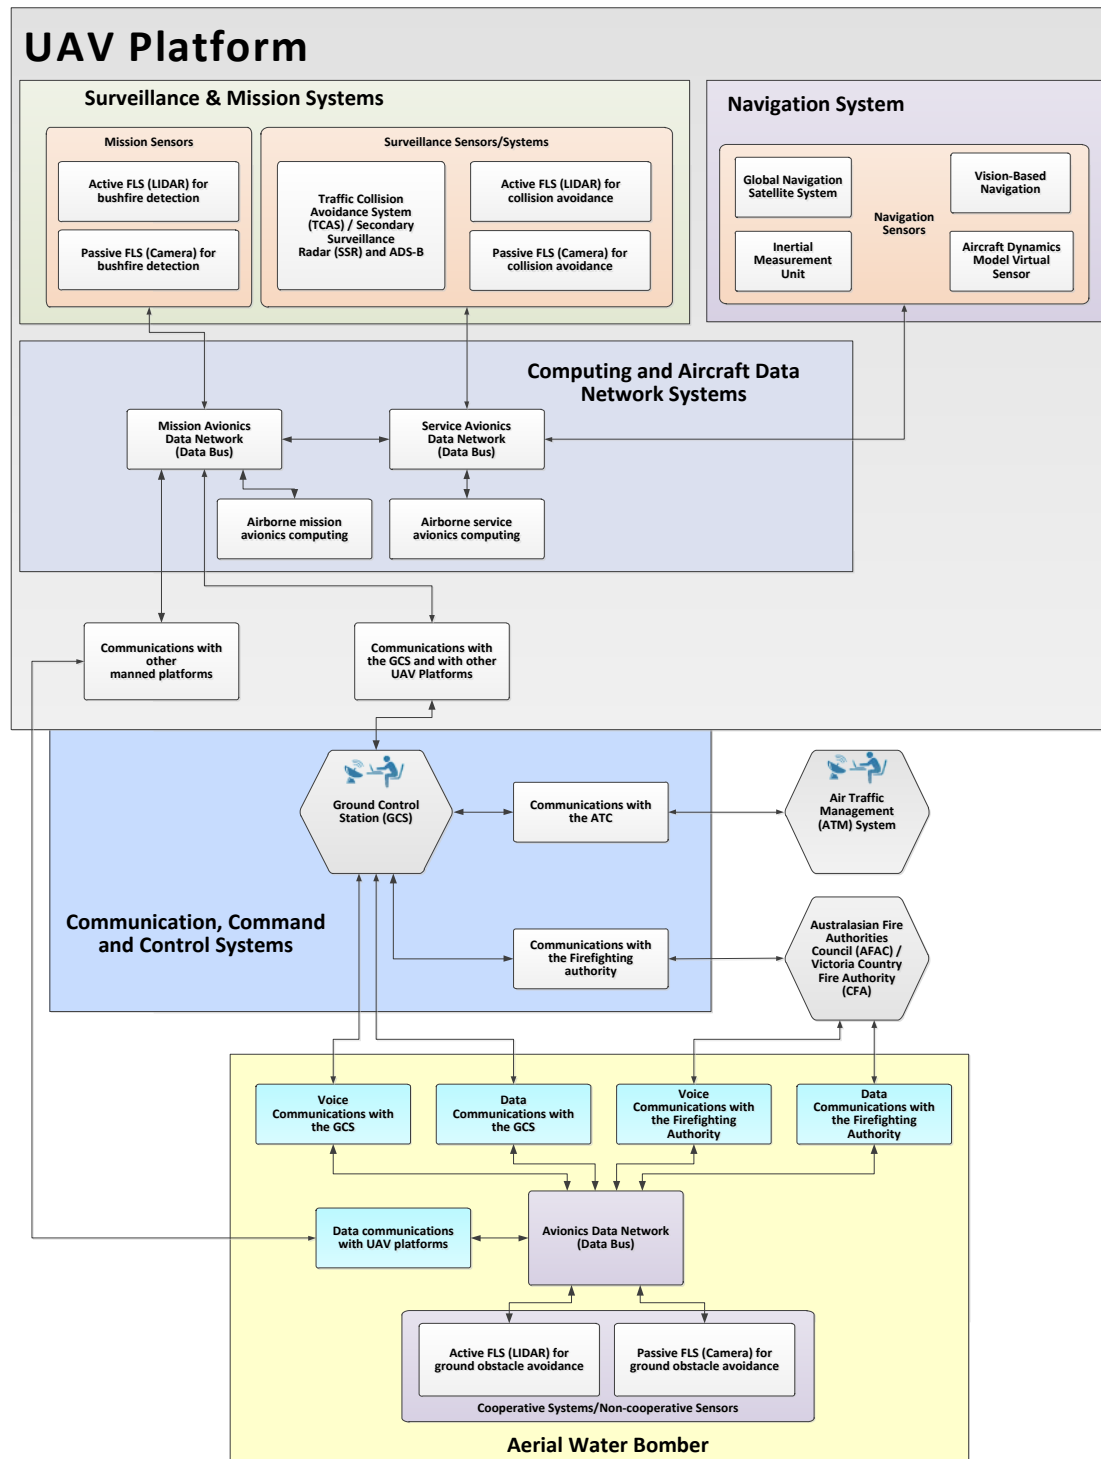 UAV Platform
Surveillance & Mission Systems
Navigation System
Mission Sensors
Active FLS (LIDAR) for
bushfire detection
Passive FLS (Camera) for
bushfire detection
Surveillance Sensors/Systems
Traffic Collision
Avoidance System
(TCAS) / Secondary
Surveillance
Radar (SSR) and ADS-B
Active FLS (LIDAR) for
collision avoidance
Passive FLS (Camera) for
collision avoidance
Global Navigation
Satellite System
Vision-Based
Navigation
Navigation
Sensors
Inertial
Measurement
Unit
Aircraft Dynamics
Model Virtual
Sensor
Computing and Aircraft Data
Network Systems
Mission Avionics
Data Network
(Data Bus)
Service Avionics
Data Network
(Data Bus)
Airborne mission
avionics computing
Airborne service
avionics computing
Communications with
other
manned platforms
Communications with
the GCS and with other
UAV Platforms
Ground Control
Station (GCS)
Communications with
the ATC
Air Traffic
Management
(ATM) System
Communication, Command
and Control Systems
Communications with
the Firefighting
authority
Australasian Fire
Authorities
Council (AFAC) /
Victoria Country
Fire Authority
(CFA)
Voice
Communications with
the GCS
Data
Communications with
the GCS
Voice
Communications with
the Firefighting
Authority
Data
Communications with
the Firefighting
Authority
Data communications
with UAV platforms
Avionics Data Network
(Data Bus)
Active FLS (LIDAR) for
ground obstacle avoidance
Passive FLS (Camera) for
ground obstacle avoidance
Cooperative Systems/Non-cooperative Sensors
Aerial Water Bomber